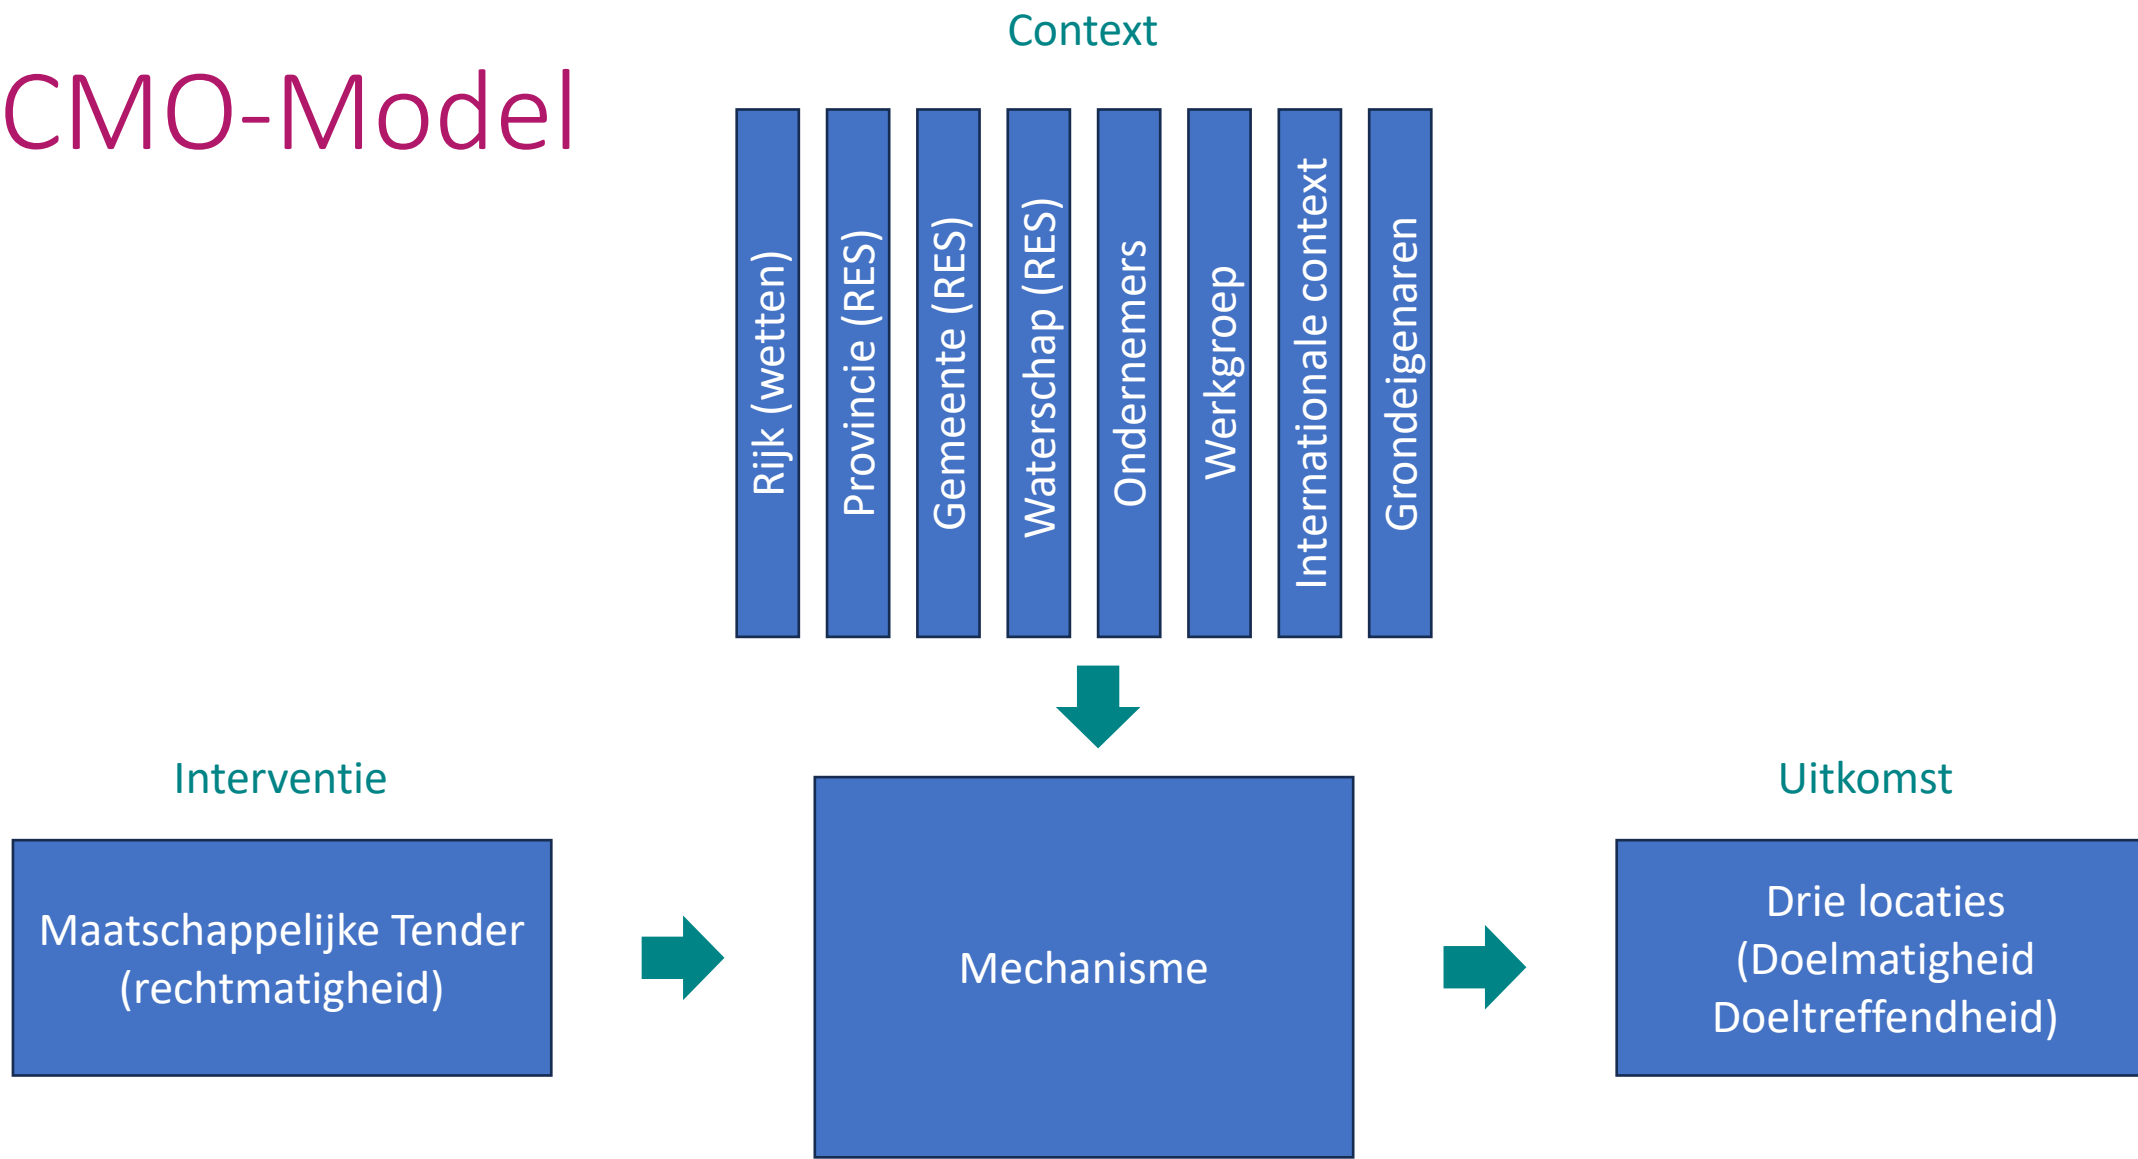 CMO-Model
Context
Rijk (wetten)
Provincie (RES)
Gemeente (RES)
Waterschap (RES)
Ondernemers
Werkgroep
Internationale context
Grondeigenaren
Interventie
Maatschappelijke Tender
(rechtmatigheid)
Mechanisme
Uitkomst
Drie locaties
(Doelmatigheid
Doeltreffendheid)